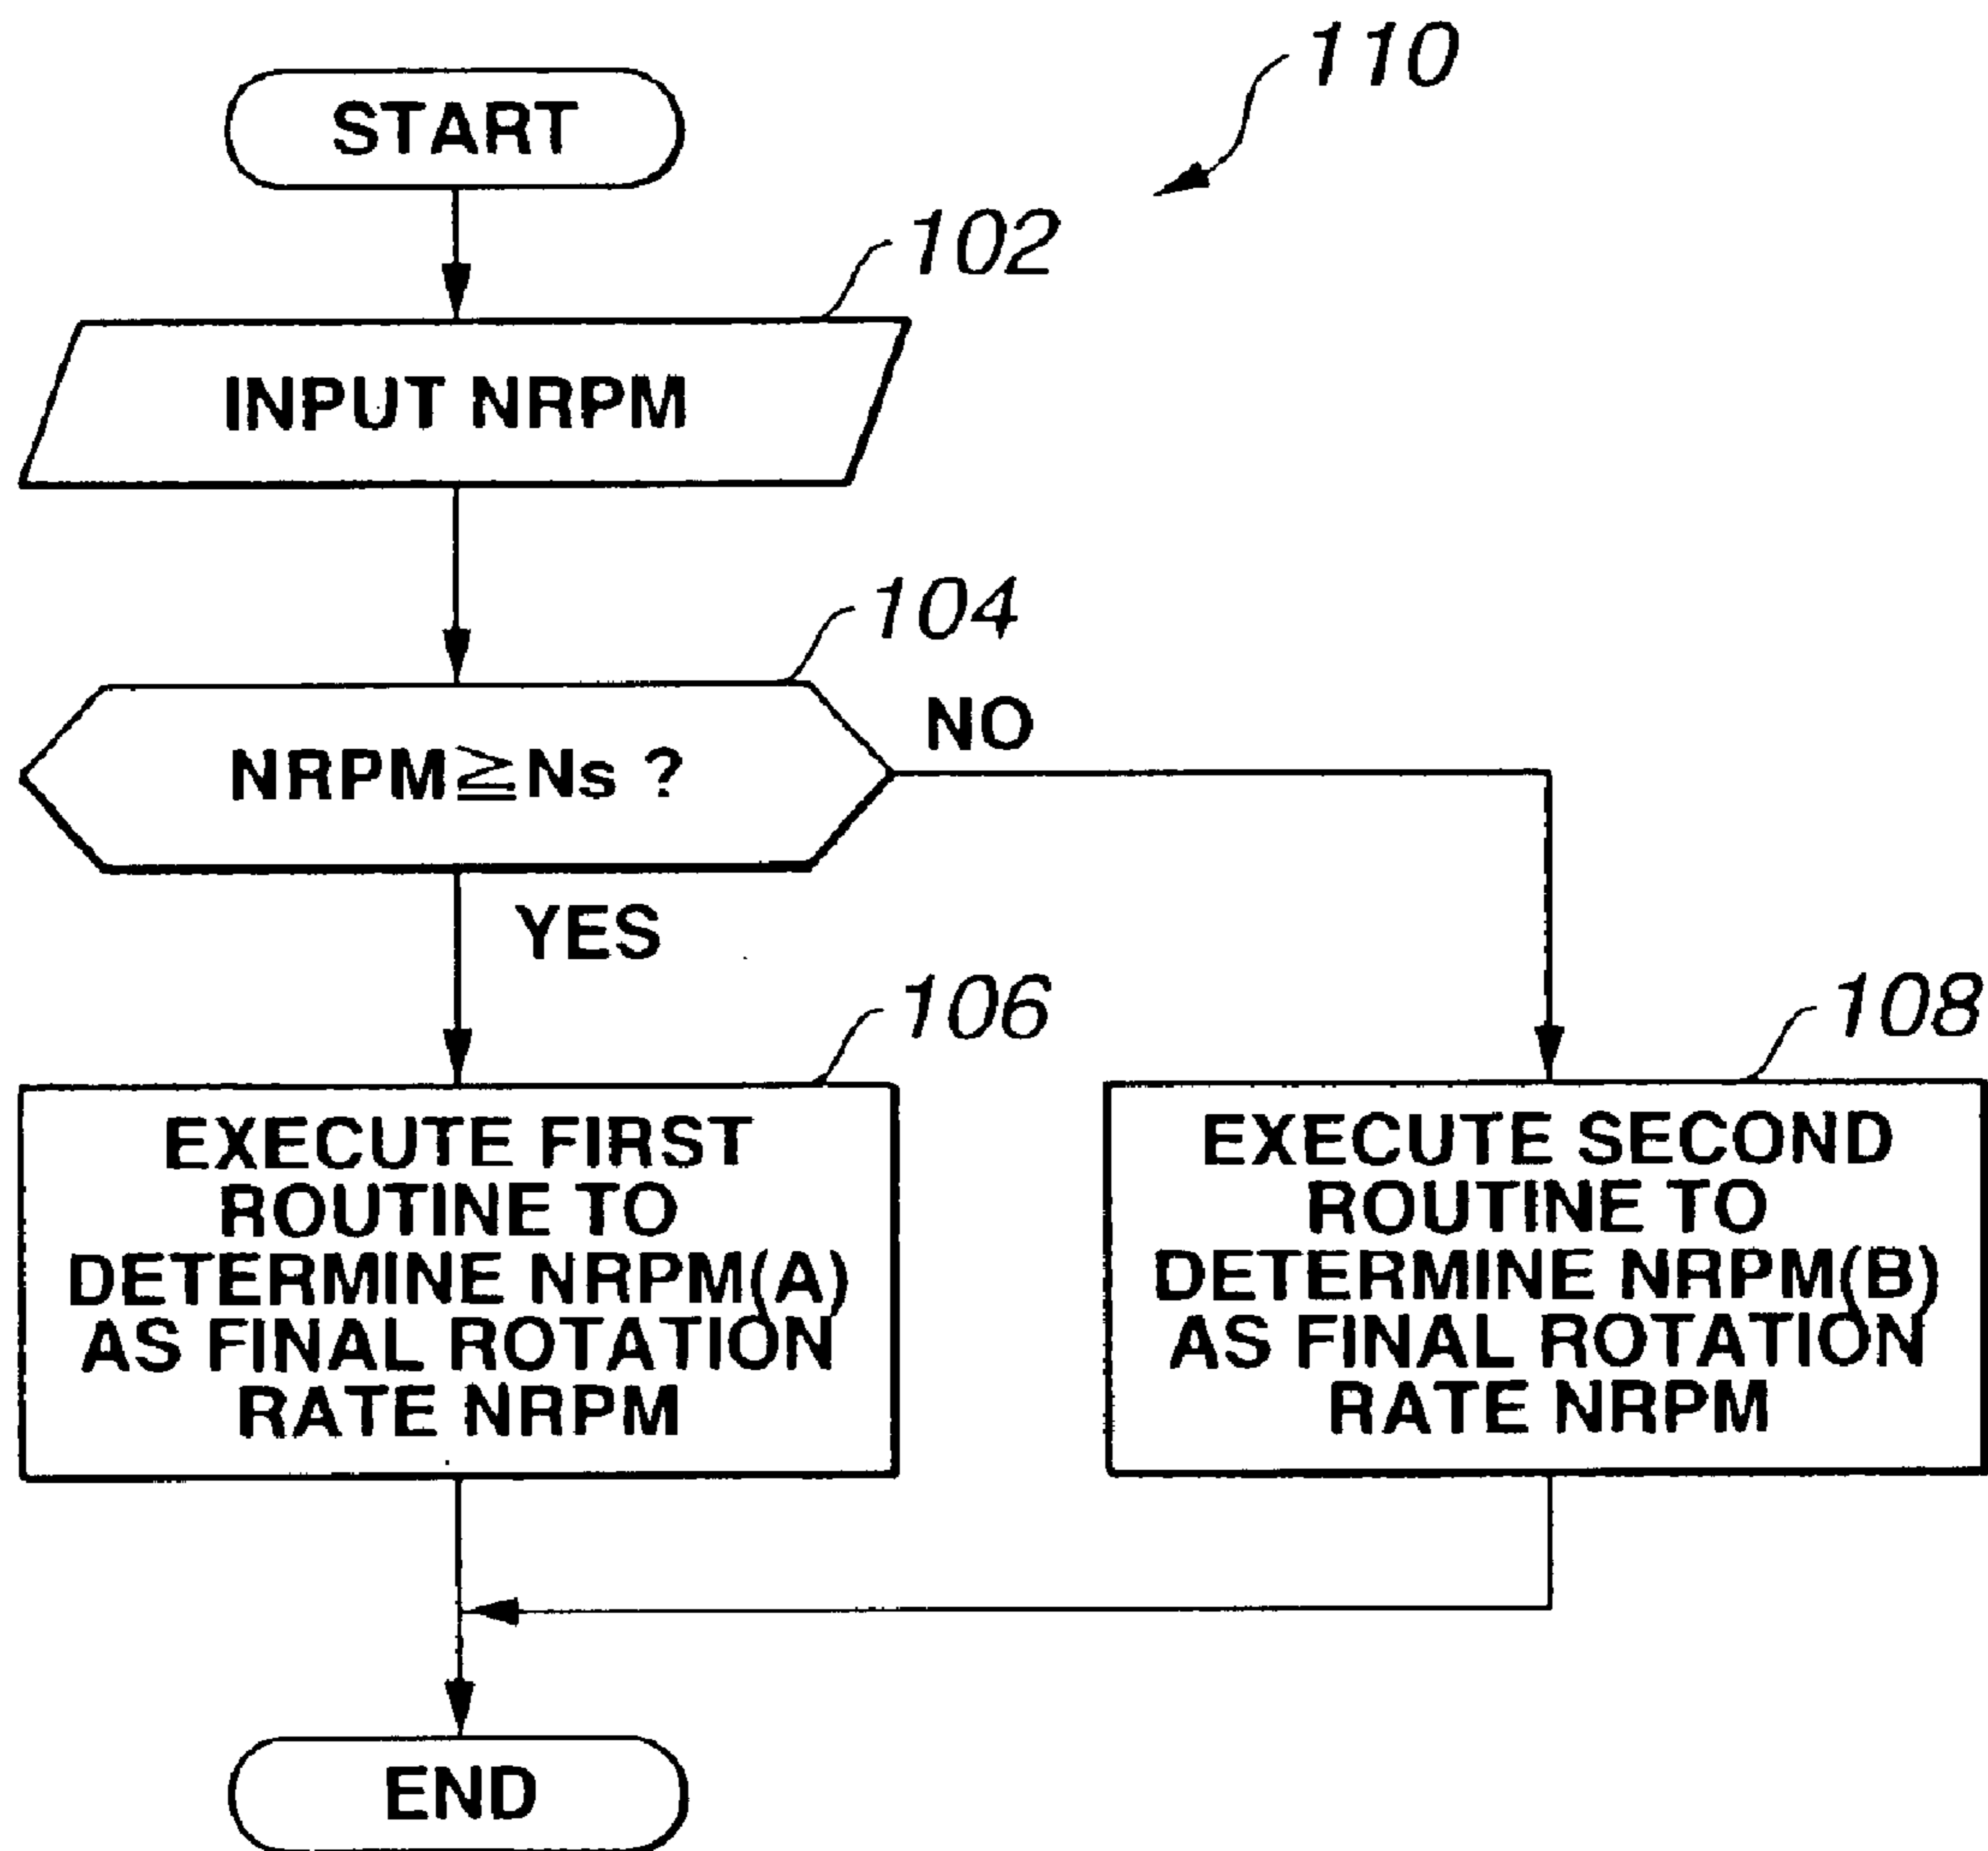 110
START
102
INPUT NRPM
104
NRPM≧Ns ?
NO
YES
106
EXECUTE FIRST
ROUTINE TO
DETERMINE NRPM(A)
AS FINAL ROTATION
RATE NRPM
108
EXECUTE SECOND
ROUTINE TO
DETERMINE NRPM(B)
AS FINAL ROTATION
RATE NRPM
END